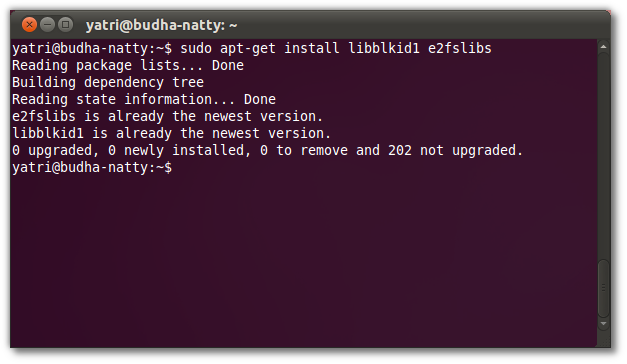 yatri@budha-natty: ~
yatri@budha-natty:~$ sudo apt-get install libblkid1 e2fslibs
Reading package lists... Done
Building dependency tree
Reading state information... Done
e2fslibs is already the newest version.
libblkid1 is already the newest version.
0 upgraded, 0 newly installed, 0 to remove and 202 not upgraded.
yatri@budha-natty:~$